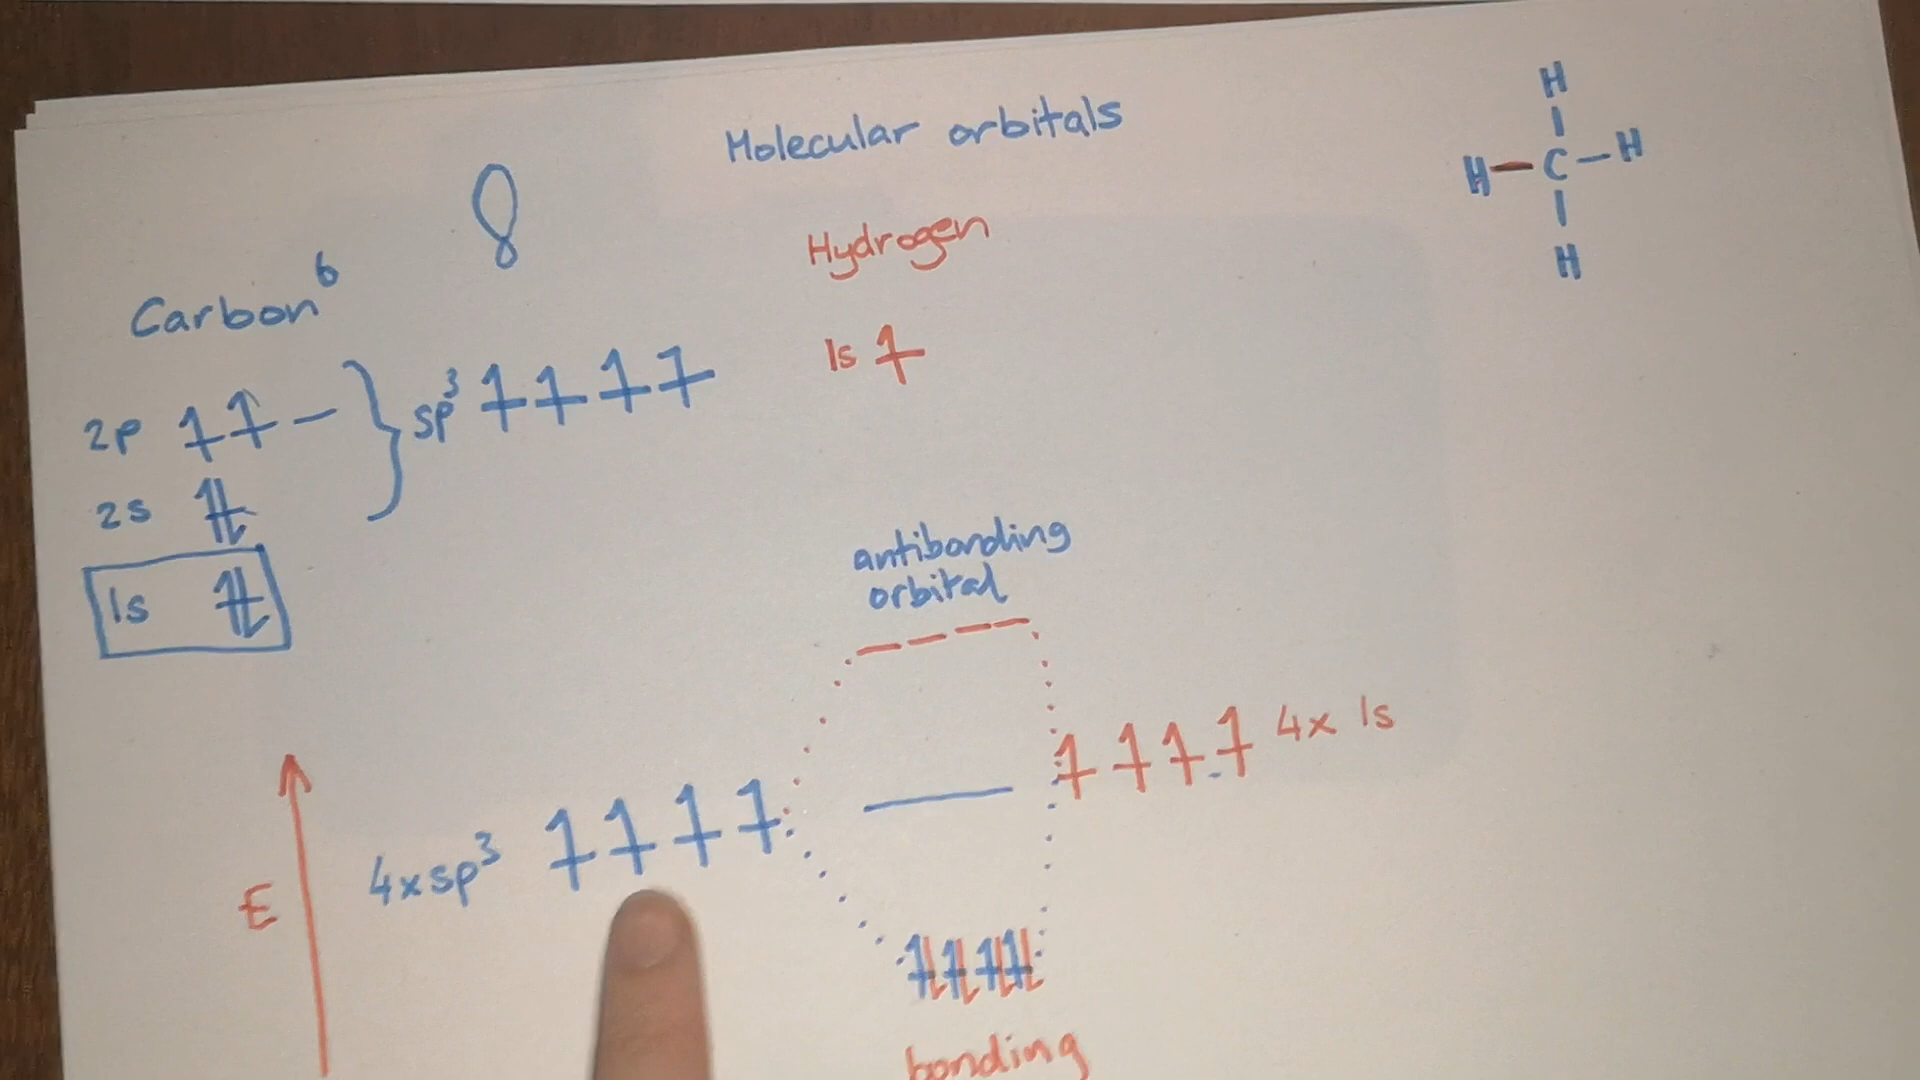 Molecular orbitals
H
H-C-H
H
Hydrogen
Carbon⁶
1s
2p
sp³
2s
1s
antibonding
orbital
4x 1s
4xsp³
E
bonding